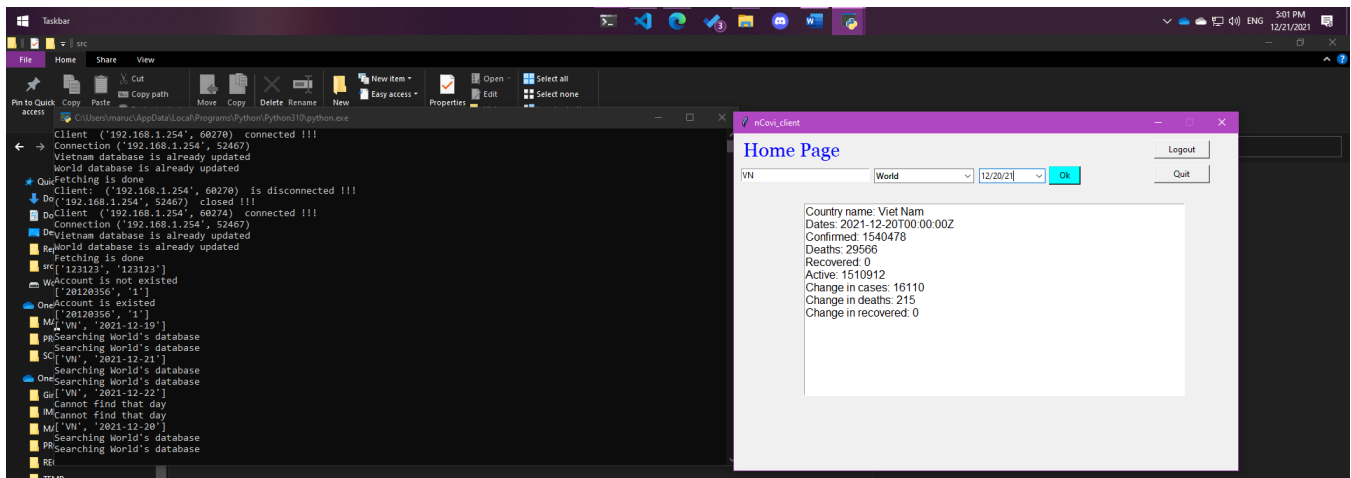 Taskbar
3
ENG
5:01 PM
12/21/2021
src
File Home Share View
Pin to Quick access
Copy
Paste
Cut
Copy path
Move
Copy
Delete
Rename
New
New item
Easy access
Properties
Open
Edit
Select all
Select none
C:\Users\maruc\AppData\Local\Programs\Python\Python310\python.exe
Client ('192.168.1.254', 60270) connected !!!
Connection ('192.168.1.254', 52467)
Vietnam database is already updated
World database is already updated
Fetching is done
Client: ('192.168.1.254', 60270) is disconnected !!!
('192.168.1.254', 52467) closed !!!
Client ('192.168.1.254', 60274) connected !!!
Connection ('192.168.1.254', 52467)
Vietnam database is already updated
World database is already updated
Fetching is done
['123123', '123123']
Account is not existed
['20120356', '1']
Account is existed
['20120356', '1']
['VN', '2021-12-19']
Searching World's database
Searching World's database
['VN', '2021-12-21']
Searching World's database
Searching World's database
['VN', '2021-12-22']
Cannot find that day
Cannot find that day
['VN', '2021-12-20']
Searching World's database
Searching World's database
nCovi_client
Home Page
Logout
VN World 12/20/21 Ok Quit
Country name: Viet Nam
Dates: 2021-12-20T00:00:00Z
Confirmed: 1540478
Deaths: 29566
Recovered: 0
Active: 1510912
Change in cases: 16110
Change in deaths: 215
Change in recovered: 0